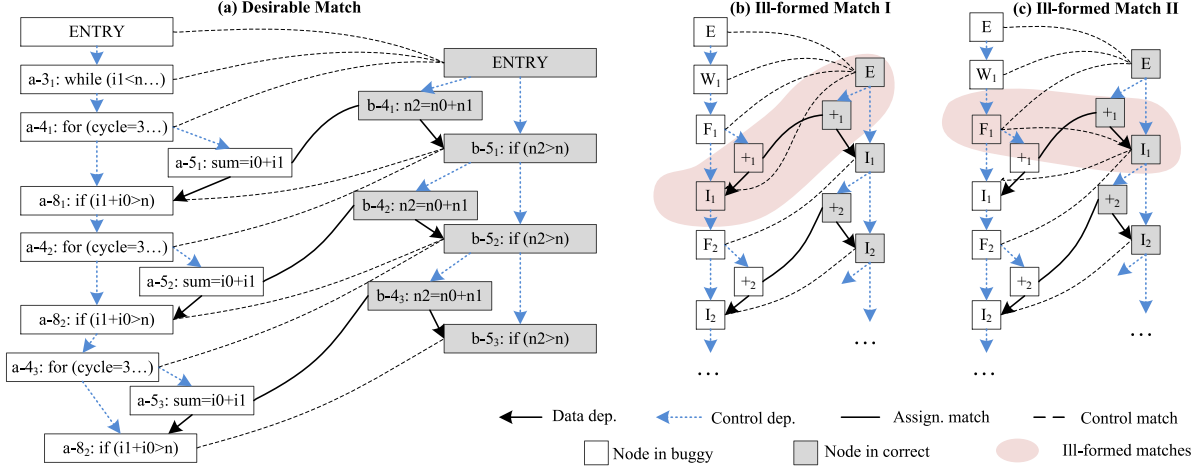 (a) Desirable Match
ENTRY
a-3₁: while (i1<n…)
a-4₁: for (cycle=3…)
a-5₁: sum=i0+i1
a-8₁: if (i1+i0>n)
a-4₂: for (cycle=3…)
a-5₂: sum=i0+i1
a-8₂: if (i1+i0>n)
a-4₃: for (cycle=3…)
a-5₃: sum=i0+i1
a-8₂: if (i1+i0>n)
ENTRY
b-4₁: n2=n0+n1
b-5₁: if (n2>n)
b-4₂: n2=n0+n1
b-5₂: if (n2>n)
b-4₃: n2=n0+n1
b-5₃: if (n2>n)
(b) Ill-formed Match I
E
W₁
F₁
+₁
I₁
F₂
+₂
I₂
…
E
+₁
I₁
+₂
I₂
…
(c) Ill-formed Match II
E
W₁
F₁
+₁
I₁
F₂
+₂
I₂
…
E
+₁
I₁
+₂
I₂
…
Data dep.
Control dep.
Assign. match
Control match
Node in buggy
Node in correct
Ill-formed matches